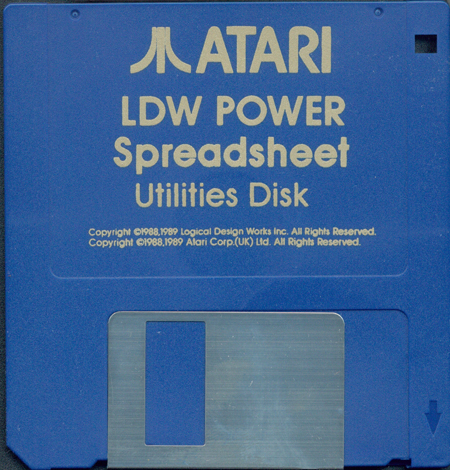 ATARI
LDW POWER
Spreadsheet
Utilities Disk
Copyright ©1988,1989 Logical Design Works Inc. All Rights Reserved.
Copyright ©1988,1989 Atari Corp.(UK) Ltd. All Rights Reserved.